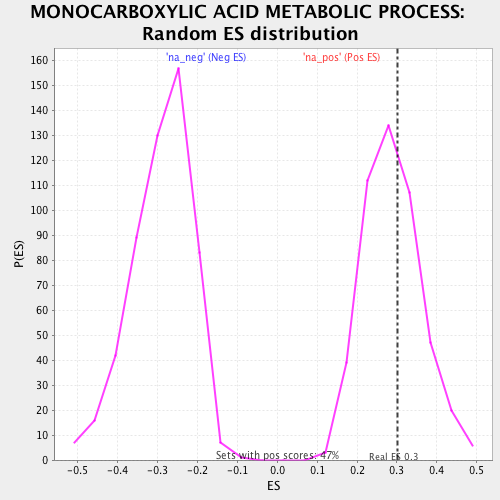 MONOCARBOXYLIC ACID METABOLIC PROCESS:
Random ES distribution
'na_neg' (Neg ES) 'na_pos' (Pos ES)
160
150
140
130
120
110
100
90
80
70
60
50
40
30
20
10
0
P(ES)
Sets with pos scores: 47%
Real ES 0.3
-0.5 -0.4 -0.3 -0.2 -0.1 0.0 0.1 0.2 0.3 0.4 0.5
ES